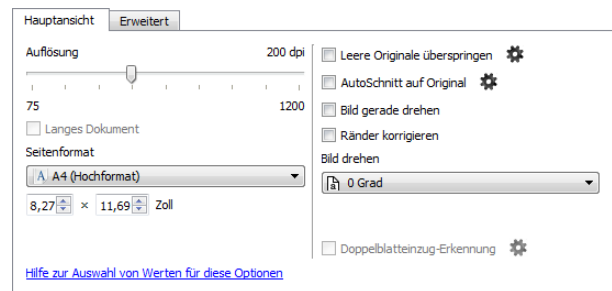 Hauptansicht Erweitert
Auflösung 200 dpi
75 1200
Langes Dokument
Seitenformat
A A4 (Hochformat)
8,27 × 11,69 Zoll
Hilfe zur Auswahl von Werten für diese Optionen
Leere Originale überspringen
AutoSchnitt auf Original
Bild gerade drehen
Ränder korrigieren
Bild drehen
a 0 Grad
Doppelblatteinzug-Erkennung